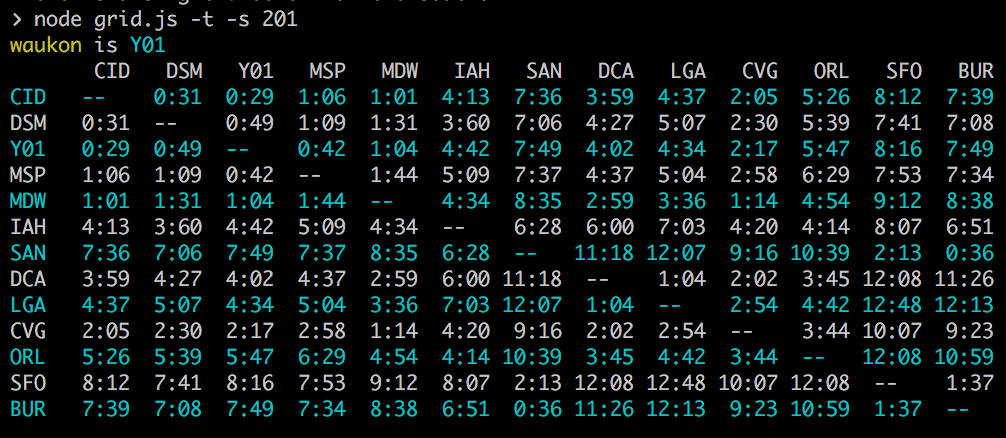 > node grid.js -t -s 201
waukon is Y01
CID DSM Y01 MSP MDW IAH SAN DCA LGA CVG ORL SFO BUR
CID -- 0:31 0:29 1:06 1:01 4:13 7:36 3:59 4:37 2:05 5:26 8:12 7:39
DSM 0:31 -- 0:49 1:09 1:31 3:60 7:06 4:27 5:07 2:30 5:39 7:41 7:08
Y01 0:29 0:49 -- 0:42 1:04 4:42 7:49 4:02 4:34 2:17 5:47 8:16 7:49
MSP 1:06 1:09 0:42 -- 1:44 5:09 7:37 4:37 5:04 2:58 6:29 7:53 7:34
MDW 1:01 1:31 1:04 1:44 -- 4:34 8:35 2:59 3:36 1:14 4:54 9:12 8:38
IAH 4:13 3:60 4:42 5:09 4:34 -- 6:28 6:00 7:03 4:20 4:14 8:07 6:51
SAN 7:36 7:06 7:49 7:37 8:35 6:28 -- 11:18 12:07 9:16 10:39 2:13 0:36
DCA 3:59 4:27 4:02 4:37 2:59 6:00 11:18 -- 1:04 2:02 3:45 12:08 11:26
LGA 4:37 5:07 4:34 5:04 3:36 7:03 12:07 1:04 -- 2:54 4:42 12:48 12:13
CVG 2:05 2:30 2:17 2:58 1:14 4:20 9:16 2:02 2:54 -- 3:44 10:07 9:23
ORL 5:26 5:39 5:47 6:29 4:54 4:14 10:39 3:45 4:42 3:44 -- 12:08 10:59
SFO 8:12 7:41 8:16 7:53 9:12 8:07 2:13 12:08 12:48 10:07 12:08 -- 1:37
BUR 7:39 7:08 7:49 7:34 8:38 6:51 0:36 11:26 12:13 9:23 10:59 1:37 --